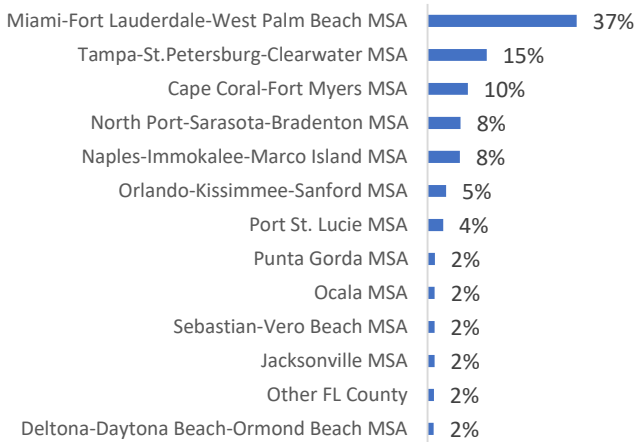 Miami-Fort Lauderdale-West Palm Beach MSA 37%
Tampa-St.Petersburg-Clearwater MSA 15%
Cape Coral-Fort Myers MSA 10%
North Port-Sarasota-Bradenton MSA 8%
Naples-Immokalee-Marco Island MSA 8%
Orlando-Kissimmee-Sanford MSA 5%
Port St. Lucie MSA 4%
Punta Gorda MSA 2%
Ocala MSA 2%
Sebastian-Vero Beach MSA 2%
Jacksonville MSA 2%
Other FL County 2%
Deltona-Daytona Beach-Ormond Beach MSA 2%